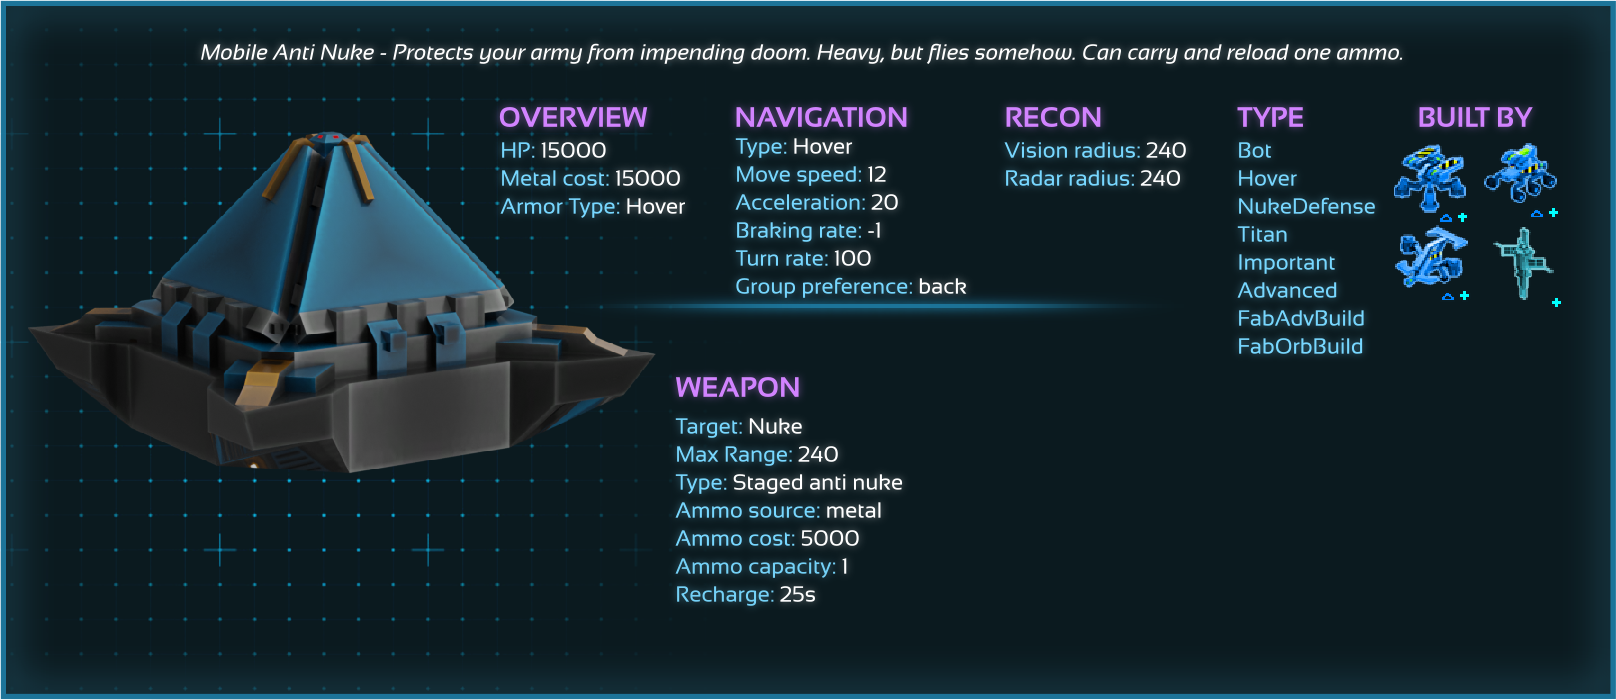 Mobile Anti Nuke - Protects your army from impending doom. Heavy, but flies somehow. Can carry and reload one ammo.
OVERVIEW
HP: 15000
Metal cost: 15000
Armor Type: Hover
NAVIGATION
Type: Hover
Move speed: 12
Acceleration: 20
Braking rate: -1
Turn rate: 100
Group preference: back
RECON
Vision radius: 240
Radar radius: 240
TYPE
Bot
Hover
NukeDefense
Titan
Important
Advanced
FabAdvBuild
FabOrbBuild
BUILT BY
WEAPON
Target: Nuke
Max Range: 240
Type: Staged anti nuke
Ammo source: metal
Ammo cost: 5000
Ammo capacity: 1
Recharge: 25s